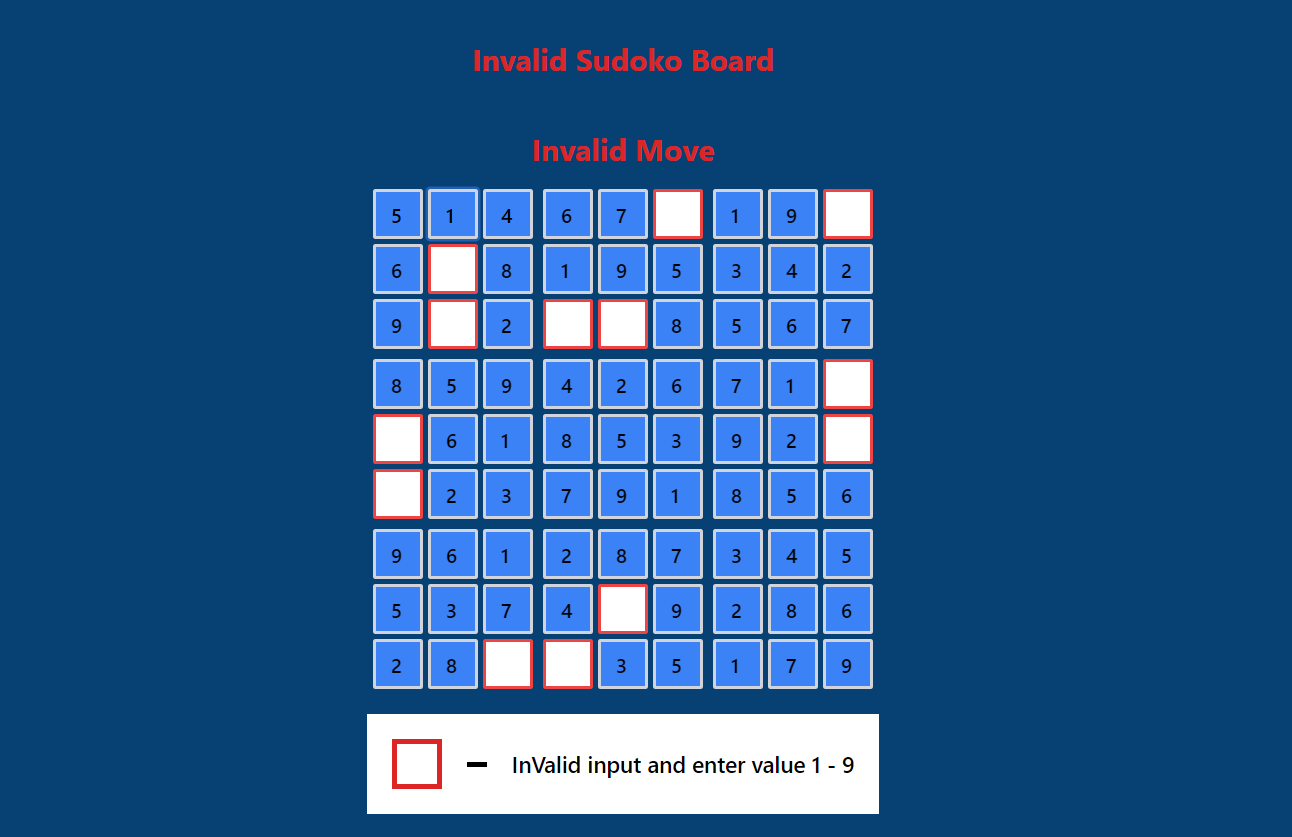 Invalid Sudoko Board
Invalid Move
5 1 4 6 7 1 9
6 8 1 9 5 3 4 2
9 2 8 5 6 7
8 5 9 4 2 6 7 1
6 1 8 5 3 9 2
2 3 7 9 1 8 5 6
9 6 1 2 8 7 3 4 5
5 3 7 4 9 2 8 6
2 8 3 5 1 7 9
– InValid input and enter value 1 - 9